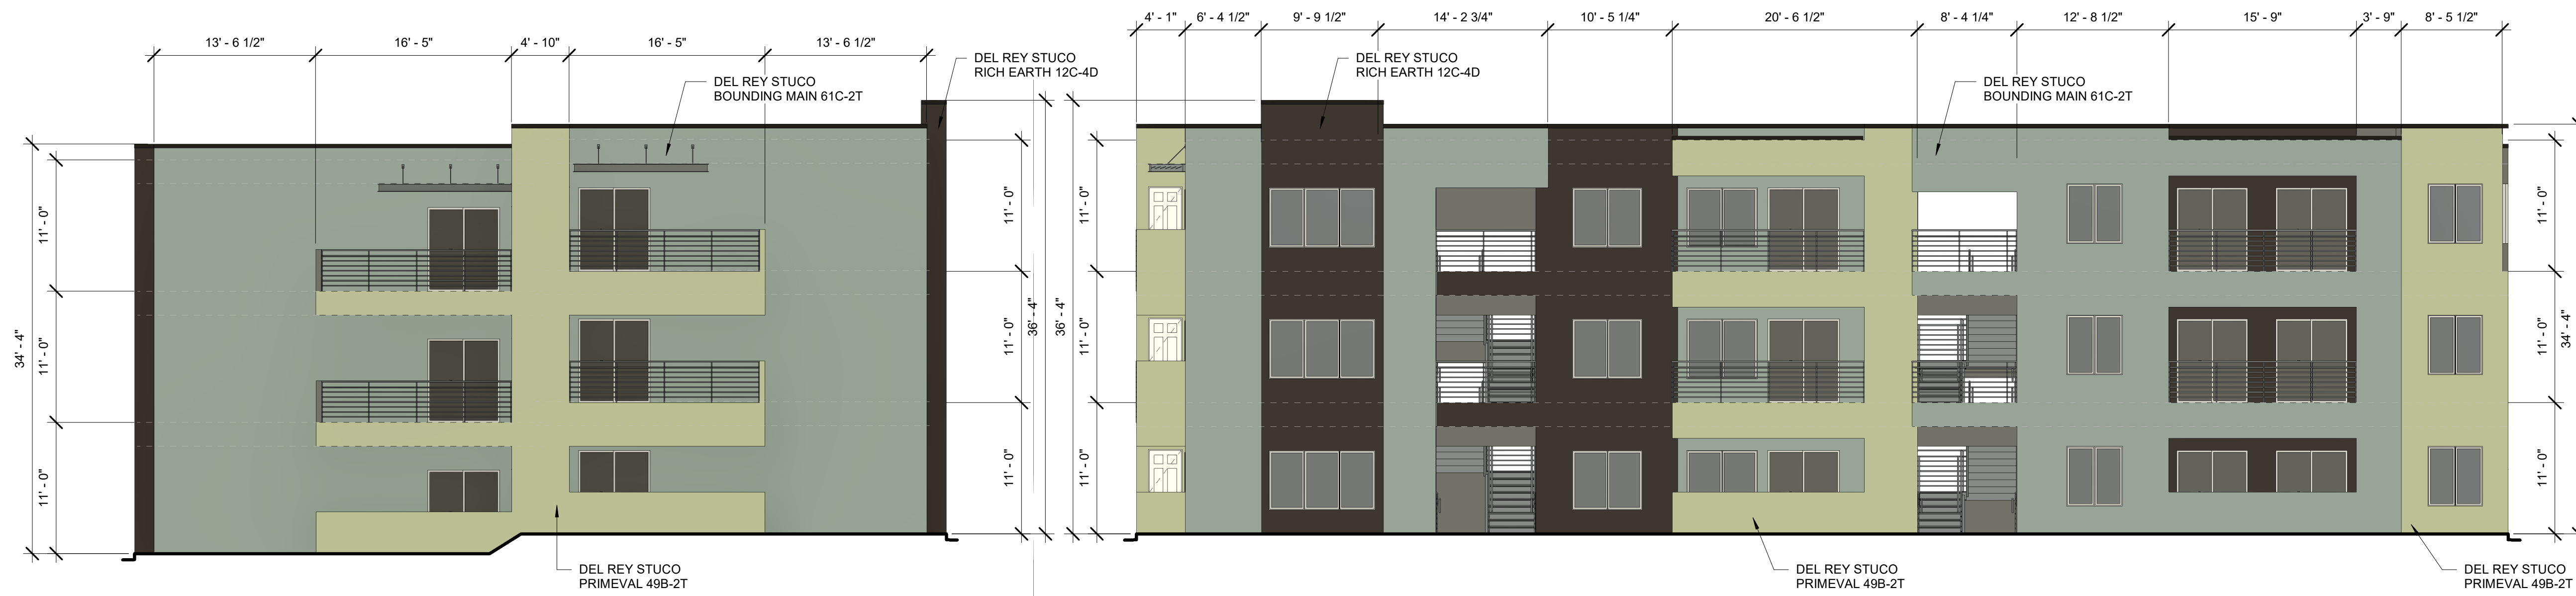 13' - 6 1/2"
16' - 5"
4' - 10"
16' - 5"
13' - 6 1/2"
DEL REY STUCO
RICH EARTH 12C-4D
DEL REY STUCO
BOUNDING MAIN 61C-2T
34' - 4"
11' - 0"
11' - 0"
11' - 0"
11' - 0"
11' - 0"
11' - 0"
36' - 4"
DEL REY STUCO
PRIMEVAL 49B-2T
4' - 1"
6' - 4 1/2"
9' - 9 1/2"
14' - 2 3/4"
10' - 5 1/4"
20' - 6 1/2"
8' - 4 1/4"
12' - 8 1/2"
15' - 9"
3' - 9"
8' - 5 1/2"
DEL REY STUCO
RICH EARTH 12C-4D
DEL REY STUCO
BOUNDING MAIN 61C-2T
36' - 4"
11' - 0"
11' - 0"
11' - 0"
11' - 0"
11' - 0"
11' - 0"
34' - 4"
DEL REY STUCO
PRIMEVAL 49B-2T
DEL REY STUCO
PRIMEVAL 49B-2T